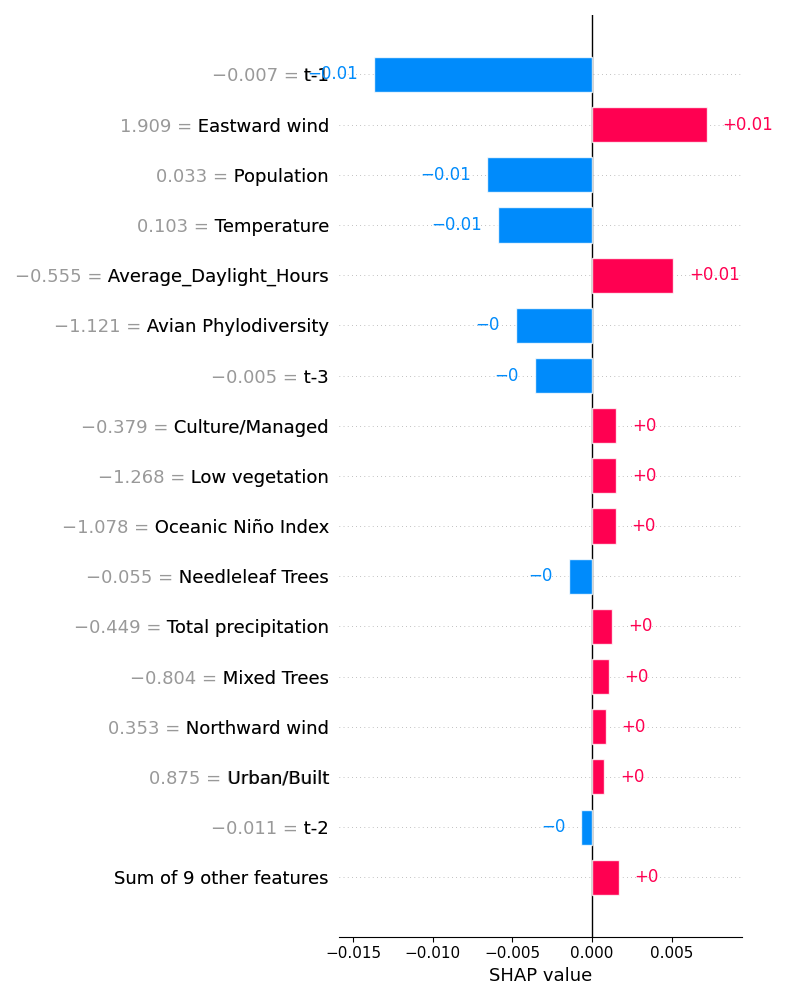 −0.007 = t-1 −0.01
1.909 = Eastward wind +0.01
0.033 = Population −0.01
0.103 = Temperature −0.01
−0.555 = Average_Daylight_Hours +0.01
−1.121 = Avian Phylodiversity −0
−0.005 = t-3 −0
−0.379 = Culture/Managed +0
−1.268 = Low vegetation +0
−1.078 = Oceanic Niño Index +0
−0.055 = Needleleaf Trees −0
−0.449 = Total precipitation +0
−0.804 = Mixed Trees +0
0.353 = Northward wind +0
0.875 = Urban/Built +0
−0.011 = t-2 −0
Sum of 9 other features +0
−0.015 −0.010 −0.005 0.000 0.005
SHAP value